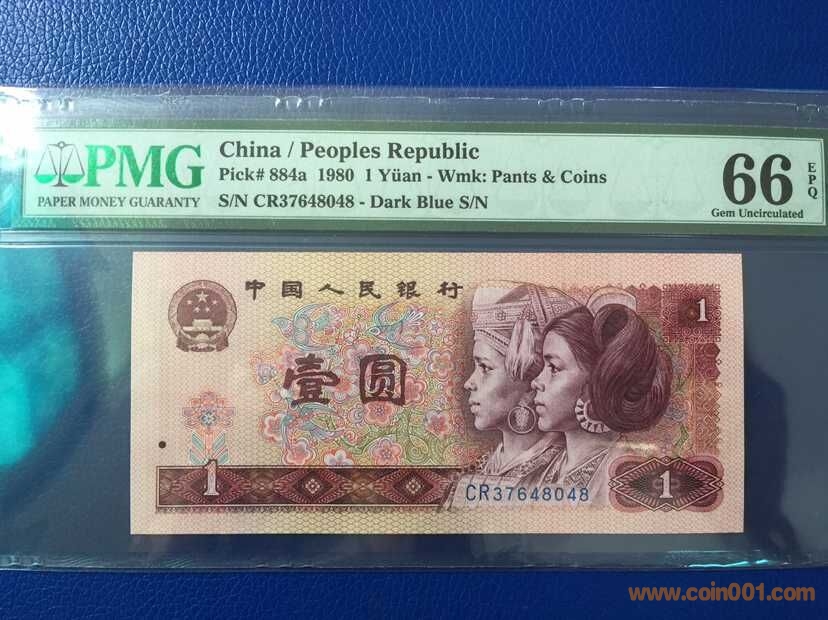 PMG
PAPER MONEY GUARANTY
China / Peoples Republic
Pick# 884a 1980 1 Yüan - Wmk: Pants & Coins
S/N CR37648048 - Dark Blue S/N
66 EPQ
Gem Uncirculated
中国人民银行
1
壹圆
1
CR37648048
1
www.coin001.com